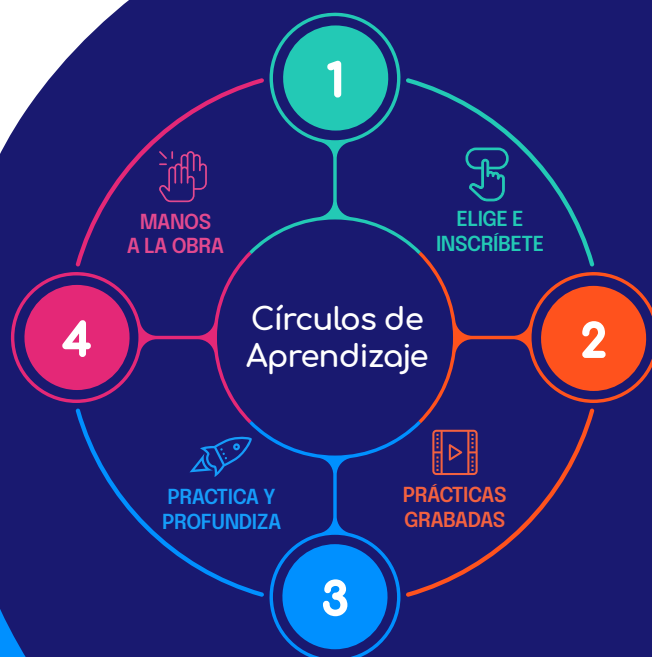 1
ELIGE E
INSCRÍBETE
2
PRÁCTICAS
GRABADAS
3
PRACTICA Y
PROFUNDIZA
4
MANOS
A LA OBRA
Círculos de
Aprendizaje